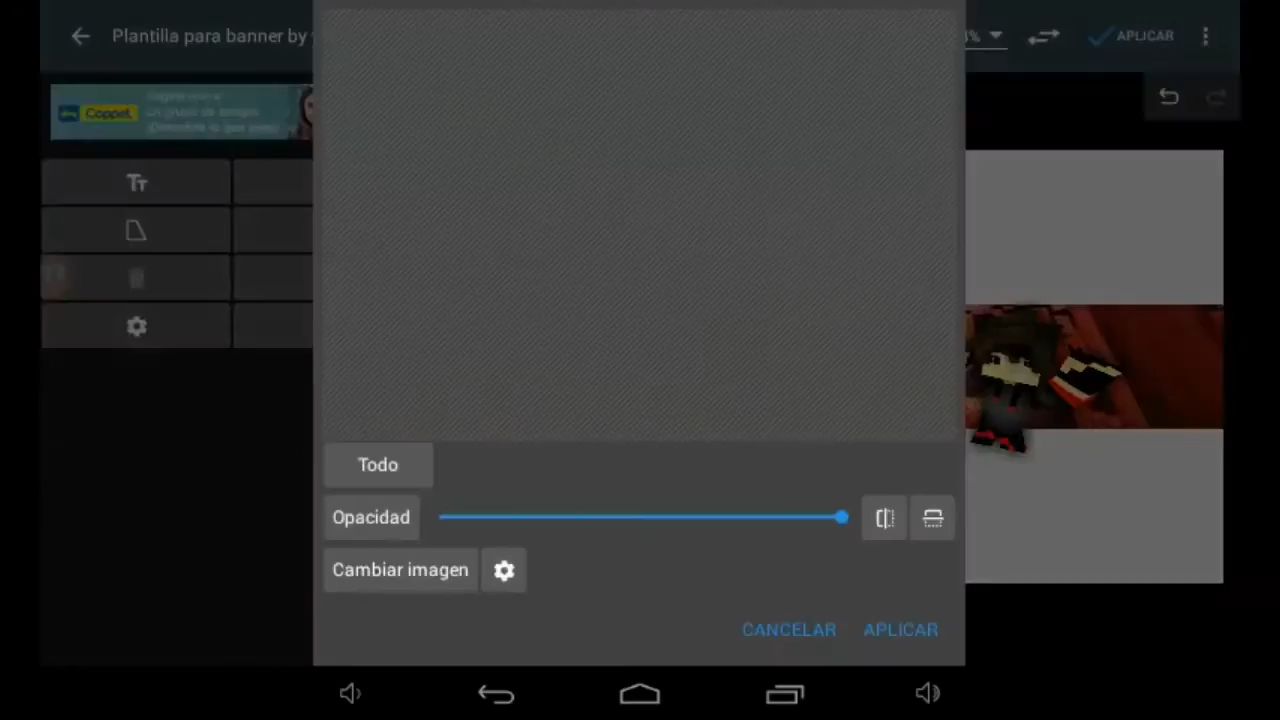 Plantilla para banner by
% APLICAR
Coppel
Todo
Opacidad
Cambiar imagen
CANCELAR APLICAR